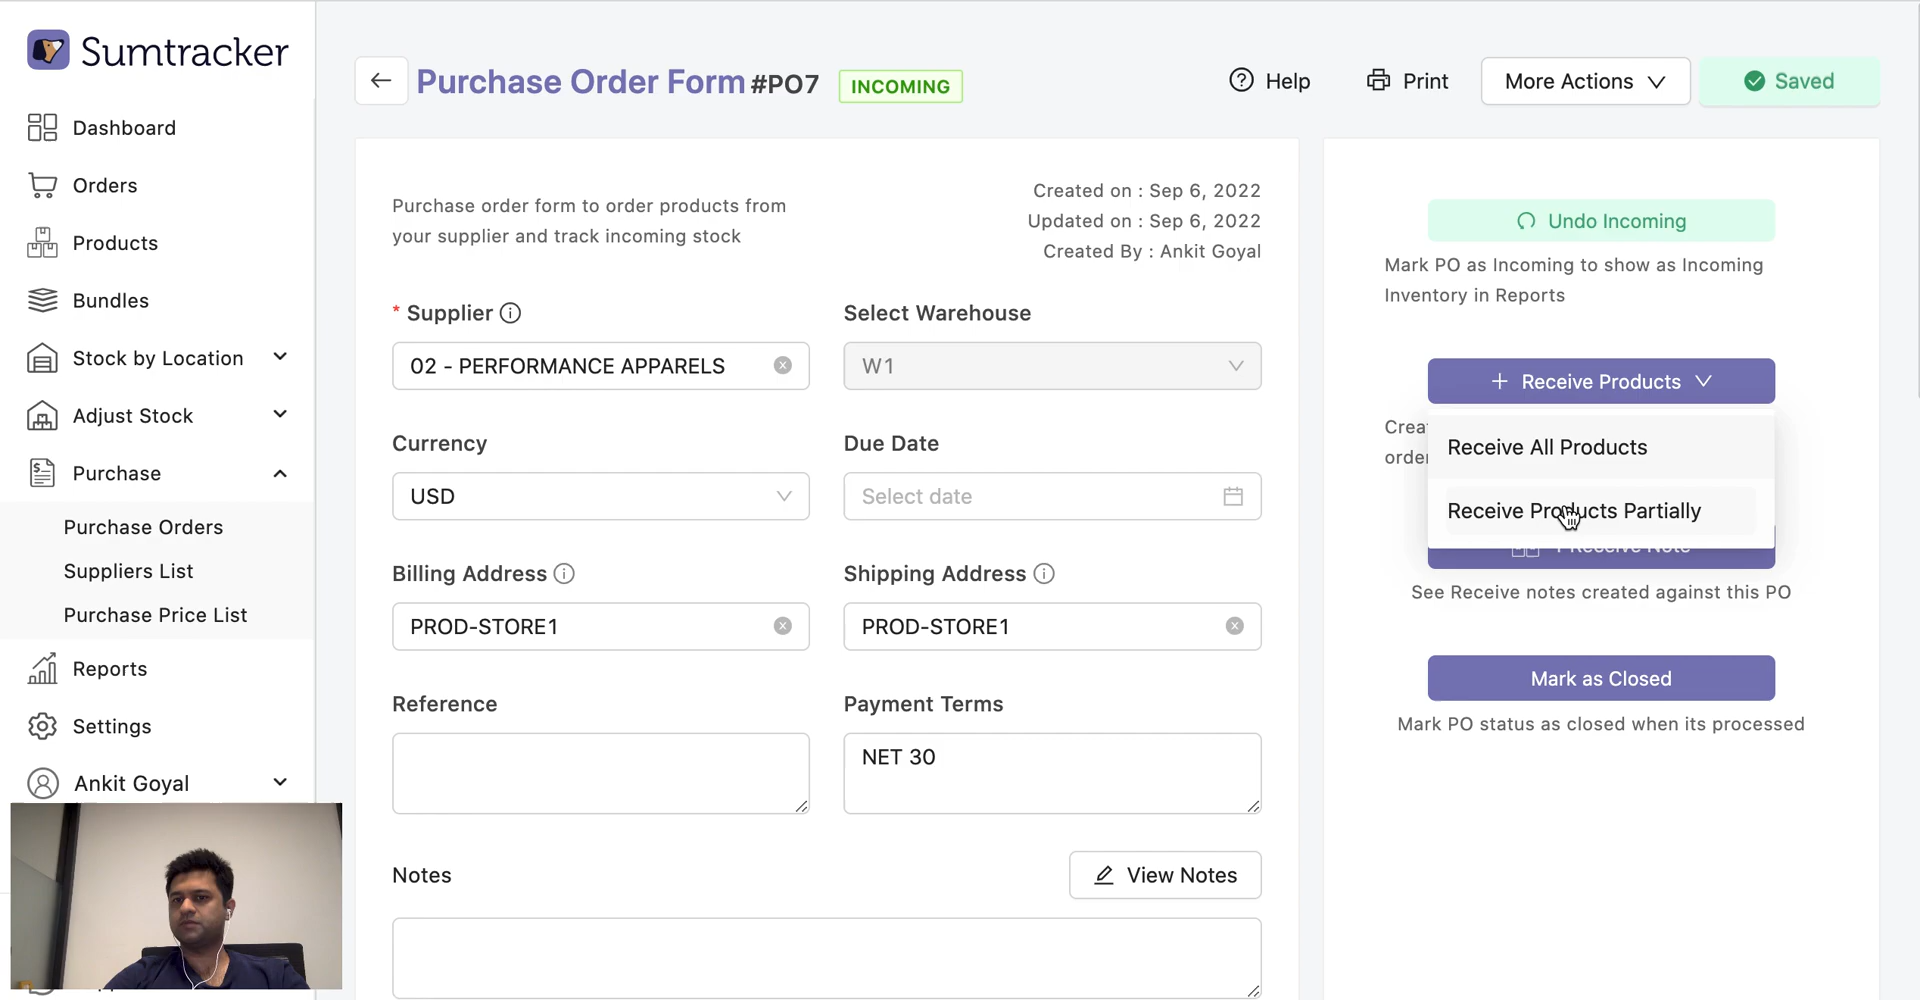 Sumtracker
Dashboard
Orders
Products
Bundles
Stock by Location
Adjust Stock
Purchase
Purchase Orders
Suppliers List
Purchase Price List
Reports
Settings
Ankit Goyal
Purchase Order Form #PO7
INCOMING
Help
Print
More Actions
Saved
Purchase order form to order products from
your supplier and track incoming stock
Created on : Sep 6, 2022
Updated on : Sep 6, 2022
Created By : Ankit Goyal
* Supplier
02 - PERFORMANCE APPARELS
Select Warehouse
W1
Currency
USD
Due Date
Select date
Billing Address
PROD-STORE1
Shipping Address
PROD-STORE1
Reference
Payment Terms
NET 30
Notes
View Notes
Undo Incoming
Mark PO as Incoming to show as Incoming
Inventory in Reports
+ Receive Products
Receive All Products
Receive Products Partially
See Receive notes created against this PO
Mark as Closed
Mark PO status as closed when its processed